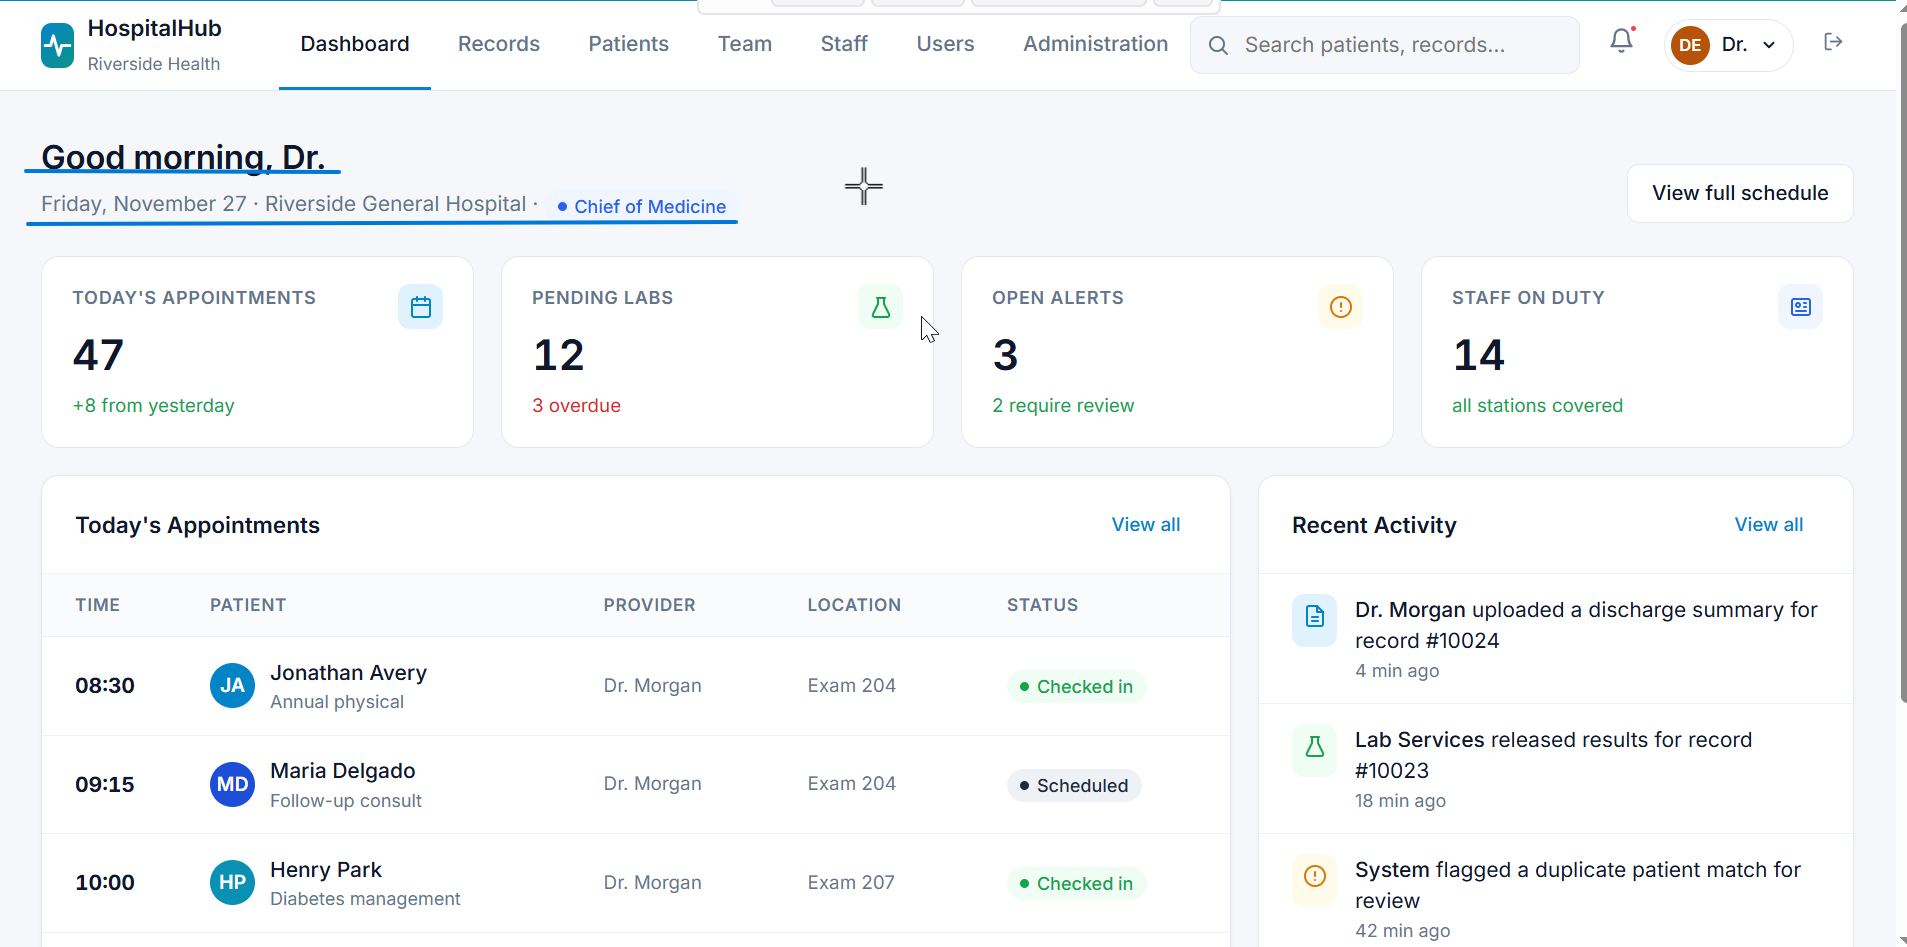 HospitalHub
Riverside Health
Dashboard
Records
Patients
Team
Staff
Users
Administration
Search patients, records...
DE
Dr.
Good morning, Dr.
Friday, November 27 · Riverside General Hospital ·
Chief of Medicine
View full schedule
TODAY'S APPOINTMENTS
47
+8 from yesterday
PENDING LABS
12
3 overdue
OPEN ALERTS
3
2 require review
STAFF ON DUTY
14
all stations covered
Today's Appointments
View all
TIME PATIENT PROVIDER LOCATION STATUS
08:30 JA Jonathan Avery Dr. Morgan Exam 204 Checked in
Annual physical
09:15 MD Maria Delgado Dr. Morgan Exam 204 Scheduled
Follow-up consult
10:00 HP Henry Park Dr. Morgan Exam 207 Checked in
Diabetes management
Recent Activity
View all
Dr. Morgan uploaded a discharge summary for
record #10024
4 min ago
Lab Services released results for record
#10023
18 min ago
System flagged a duplicate patient match for
review
42 min ago